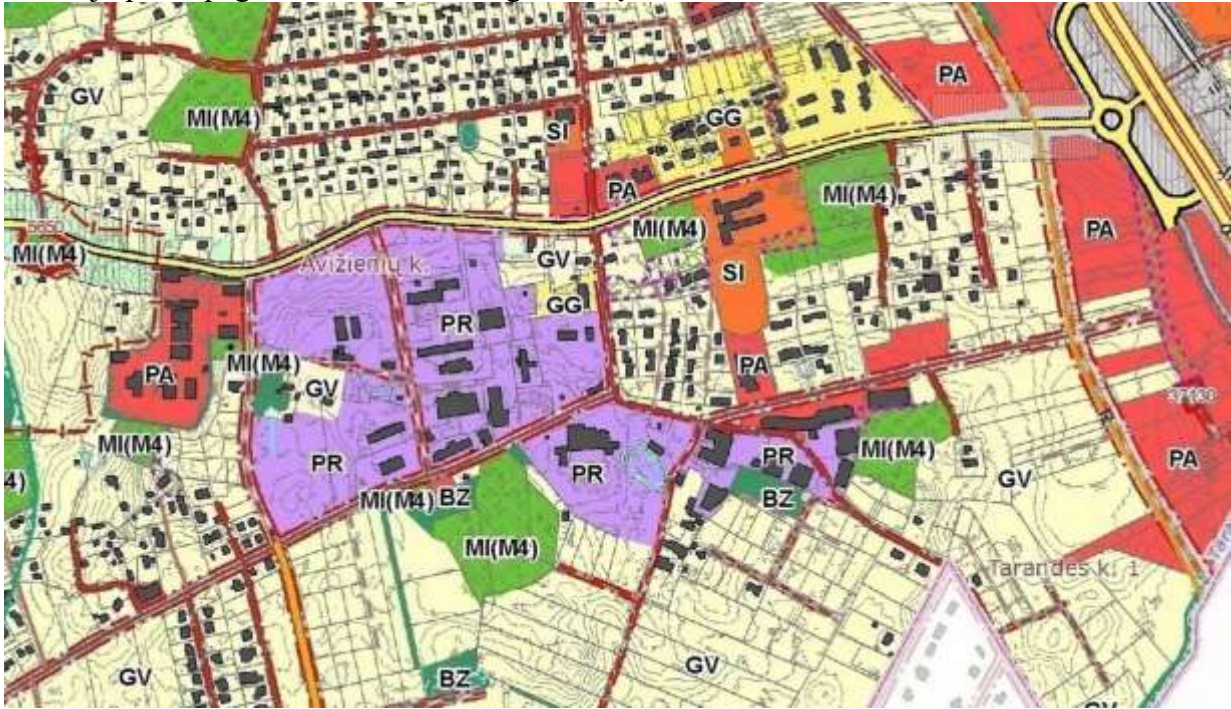 PA
GV
MI(M4)
GG
SI
PA
MI(M4)
MI(M4)
PA
MI(M4)
Avižienių k.
GV
SI
GG
PR
PA
MI(M4)
GV
PA
37130
MI(M4)
MI(M4)
PR
PR
PR
BZ
GV
PA
MI(M4)
BZ
MI(M4)
Tarandės k. 1
GV
GV
BZ